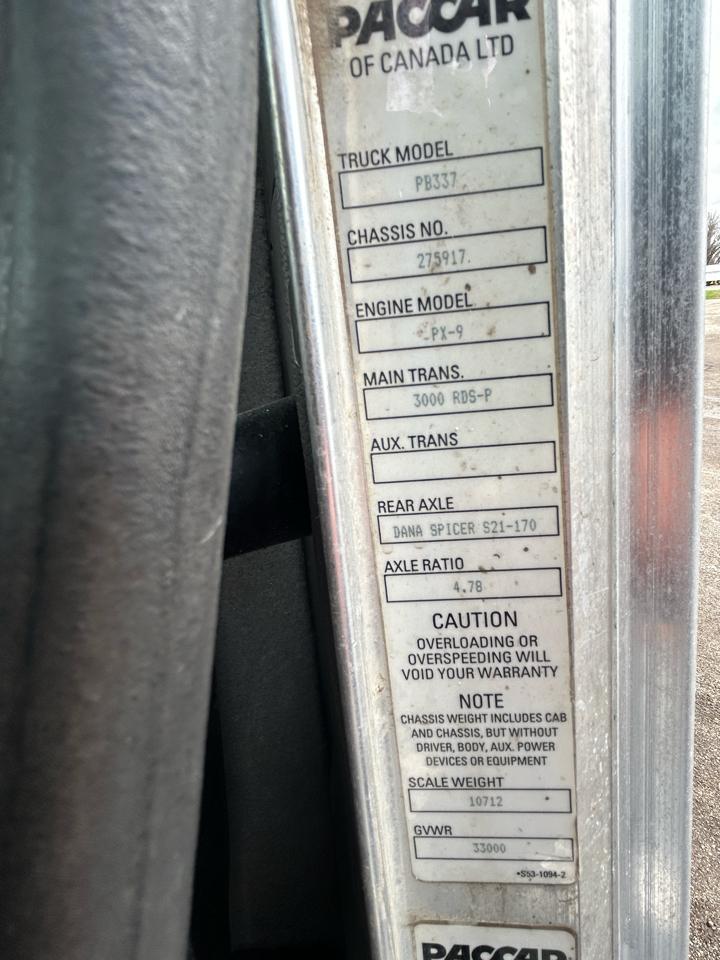 PACCAR
OF CANADA LTD
TRUCK MODEL
PB337
CHASSIS NO.
275917
ENGINE MODEL
PX-9
MAIN TRANS.
3000 RDS-P
AUX. TRANS
REAR AXLE
DANA SPICER S21-170
AXLE RATIO
4.78
CAUTION
OVERLOADING OR
OVERSPEEDING WILL
VOID YOUR WARRANTY
NOTE
CHASSIS WEIGHT INCLUDES CAB
AND CHASSIS, BUT WITHOUT
DRIVER, BODY, AUX. POWER
DEVICES OR EQUIPMENT
SCALE WEIGHT
10712
GVWR
33000
•S53-1094-2
PACCAR